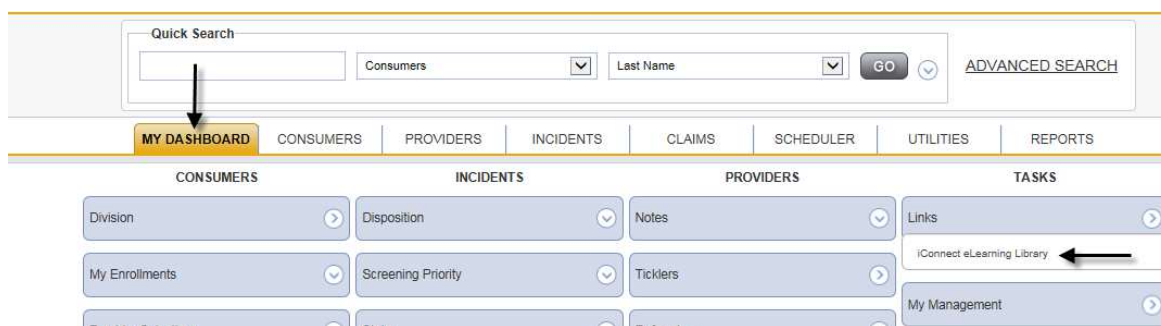 Quick Search
Consumers Last Name GO ADVANCED SEARCH
MY DASHBOARD CONSUMERS PROVIDERS INCIDENTS CLAIMS SCHEDULER UTILITIES REPORTS
CONSUMERS INCIDENTS PROVIDERS TASKS
Division Disposition Notes Links
iConnect eLearning Library
My Enrollments Screening Priority Ticklers
My Management